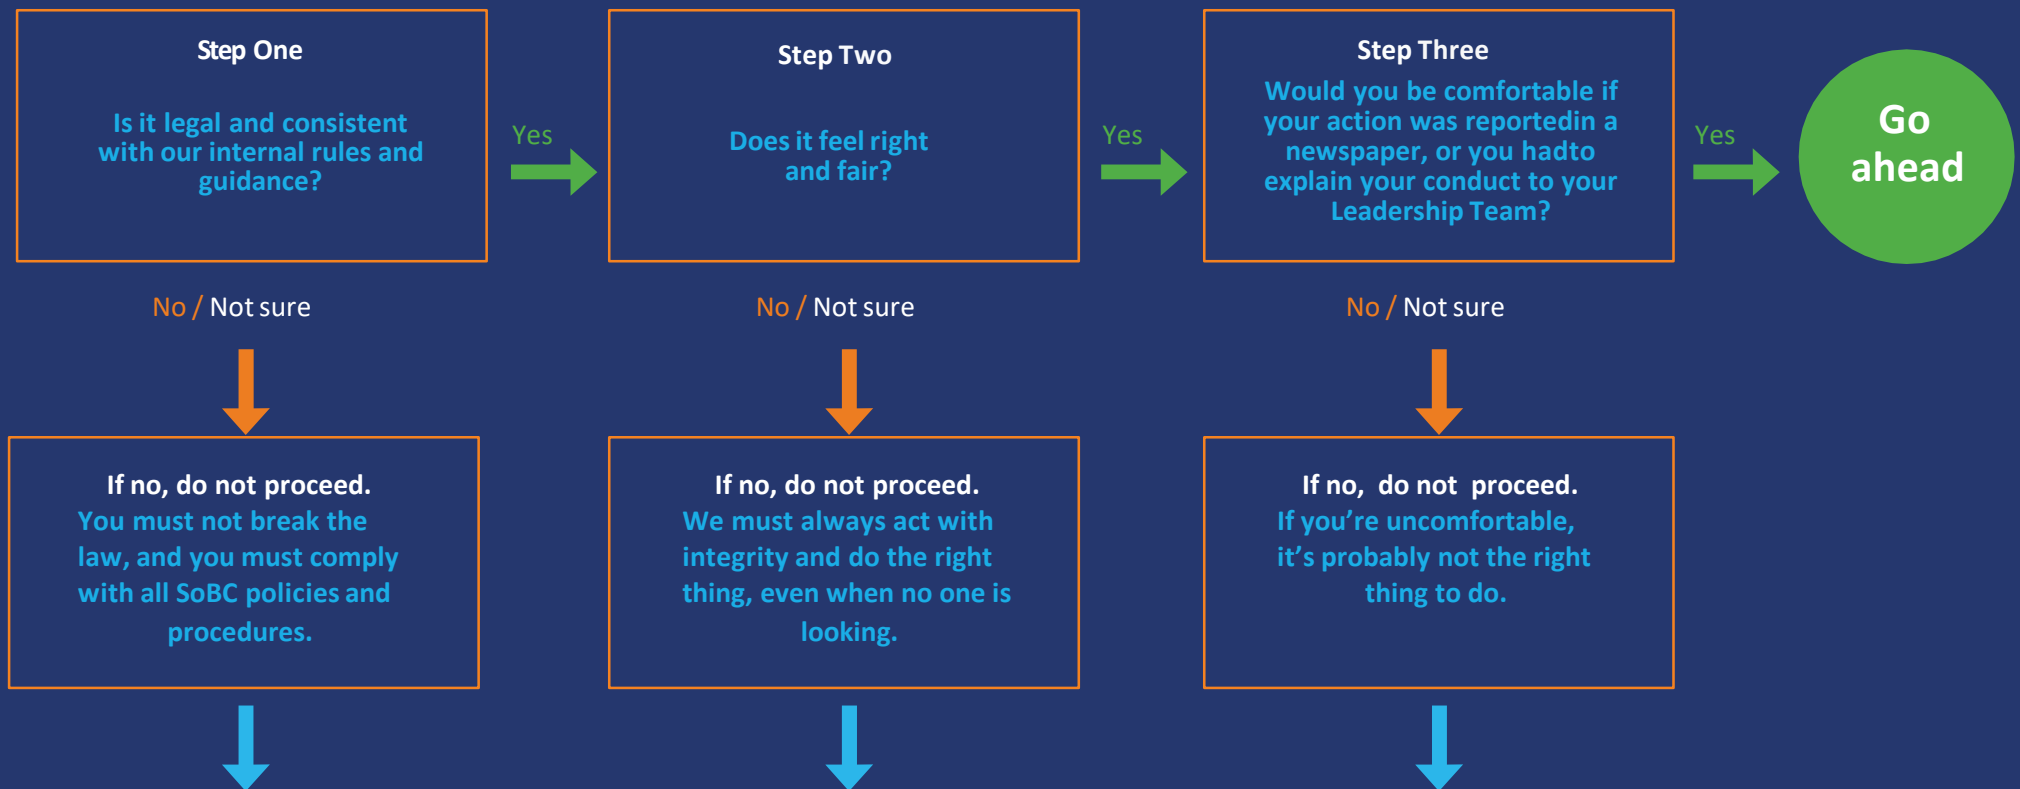 Step One
Is it legal and consistent
with our internal rules and
guidance?
Yes
Step Two
Does it feel right
and fair?
Yes
Step Three
Would you be comfortable if
your action was reportedin a
newspaper, or you hadto
explain your conduct to your
Leadership Team?
Yes
Go
ahead
No / Not sure
No / Not sure
No / Not sure
If no, do not proceed.
You must not break the
law, and you must comply
with all SoBC policies and
procedures.
If no, do not proceed.
We must always act with
integrity and do the right
thing, even when no one is
looking.
If no, do not proceed.
If you’re uncomfortable,
it’s probably not the right
thing to do.